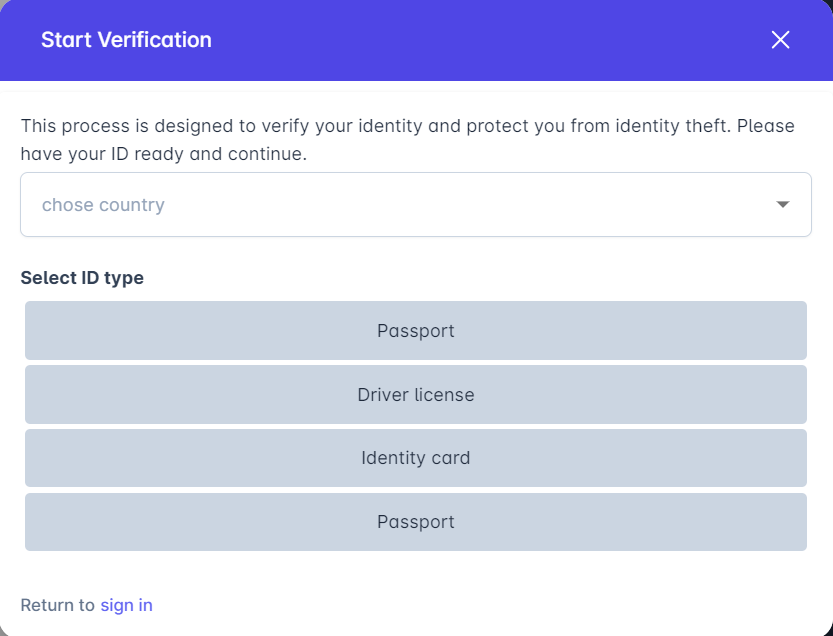 Start Verification
This process is designed to verify your identity and protect you from identity theft. Please
have your ID ready and continue.
chose country
Select ID type
Passport
Driver license
Identity card
Passport
Return to sign in